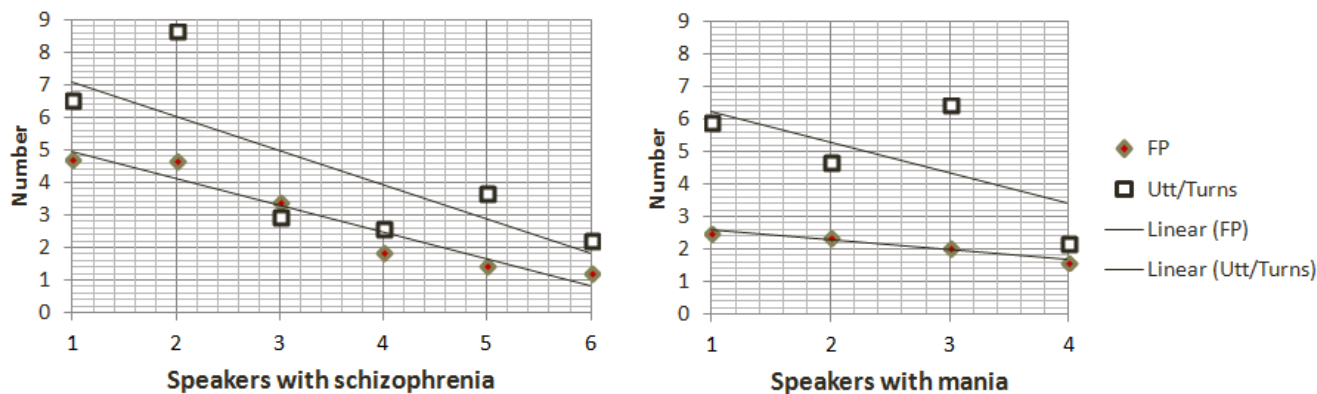 Number
9
8
7
6
5
4
3
2
1
0
1 2 3 4 5 6
Speakers with schizophrenia
Number
9
8
7
6
5
4
3
2
1
0
1 2 3 4
Speakers with mania
FP
Utt/Turns
Linear (FP)
Linear (Utt/Turns)